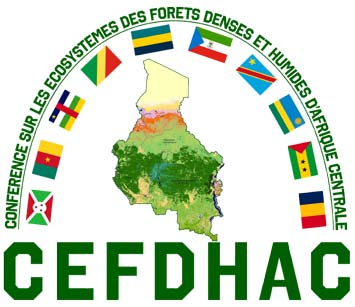 CONFERENCE SUR LES ECOSYSTEMES DES FORETS DENSES ET HUMIDES D'AFRIQUE CENTRALE
CEFDHAC